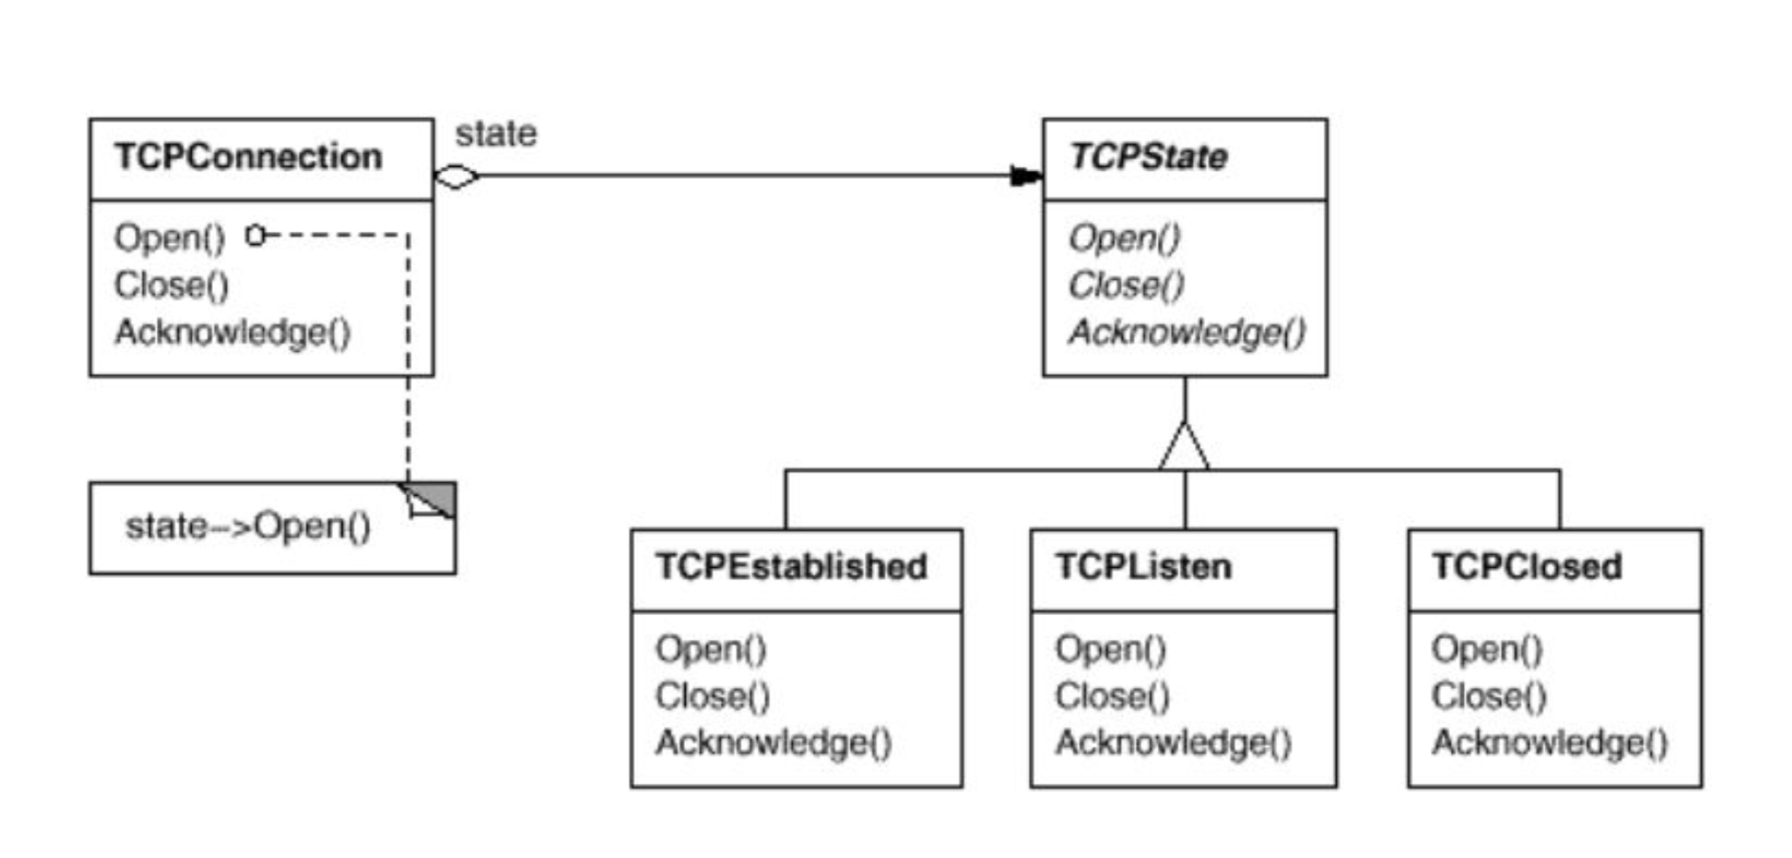 TCPConnection
Open()
Close()
Acknowledge()
state
TCPState
Open()
Close()
Acknowledge()
state-->Open()
TCPEstablished
Open()
Close()
Acknowledge()
TCPListen
Open()
Close()
Acknowledge()
TCPClosed
Open()
Close()
Acknowledge()